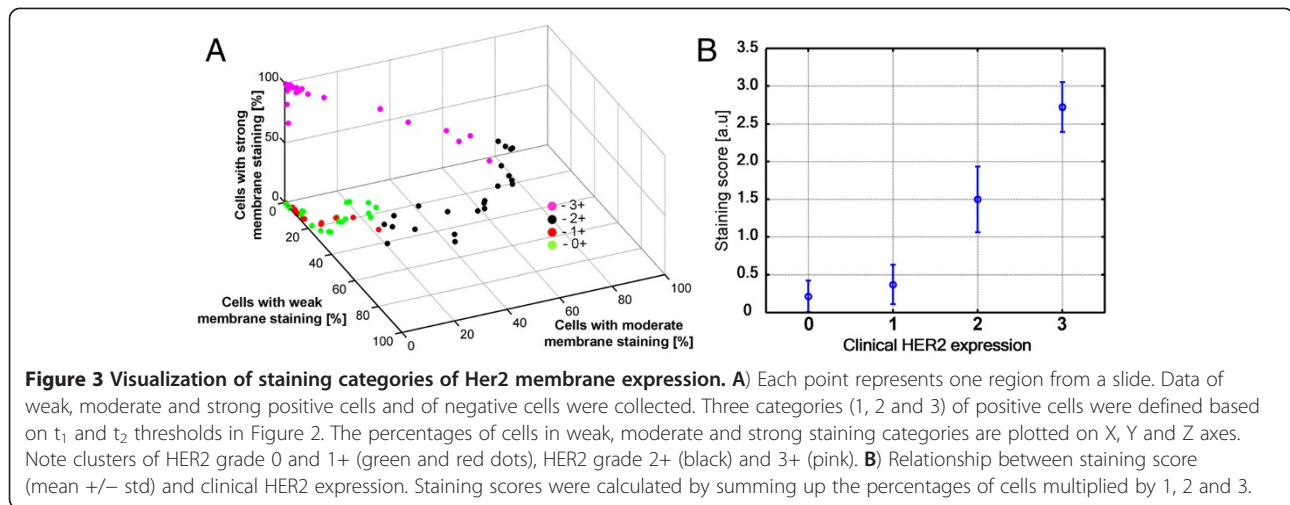 A
B
Cells with strong
membrane staining [%]
100
50
0
0
20
40
60
80
100
Cells with weak
membrane staining [%]
0
20
40
60
80
100
Cells with moderate
membrane staining [%]
- 3+
- 2+
- 1+
- 0+
Staining score [a.u]
3.5
3.0
2.5
2.0
1.5
1.0
0.5
0
0 1 2 3
Clinical HER2 expression
Figure 3 Visualization of staining categories of Her2 membrane expression. A) Each point represents one region from a slide. Data of
weak, moderate and strong positive cells and of negative cells were collected. Three categories (1, 2 and 3) of positive cells were defined based
on t₁ and t₂ thresholds in Figure 2. The percentages of cells in weak, moderate and strong staining categories are plotted on X, Y and Z axes.
Note clusters of HER2 grade 0 and 1+ (green and red dots), HER2 grade 2+ (black) and 3+ (pink). B) Relationship between staining score
(mean +/− std) and clinical HER2 expression. Staining scores were calculated by summing up the percentages of cells multiplied by 1, 2 and 3.